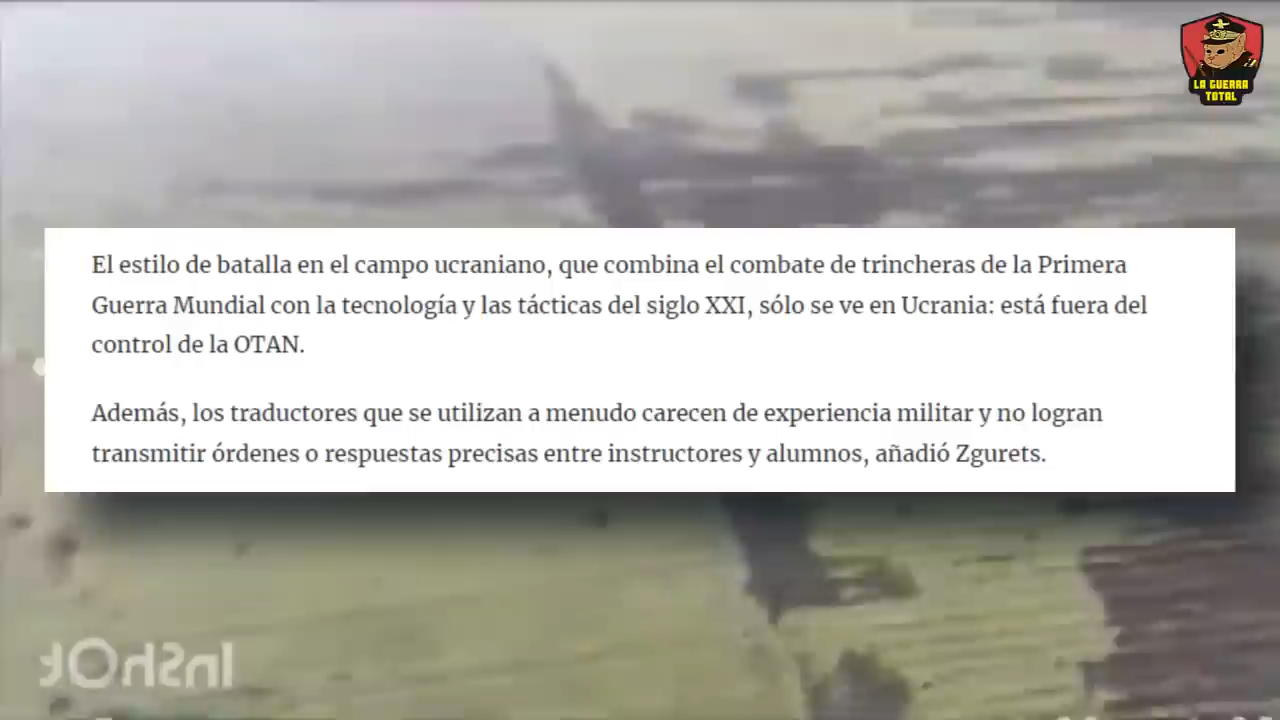 LA GUERRA
TOTAL
El estilo de batalla en el campo ucraniano, que combina el combate de trincheras de la Primera
Guerra Mundial con la tecnología y las tácticas del siglo XXI, sólo se ve en Ucrania: está fuera del
control de la OTAN.
Además, los traductores que se utilizan a menudo carecen de experiencia militar y no logran
transmitir órdenes o respuestas precisas entre instructores y alumnos, añadió Zgurets.
InShOt